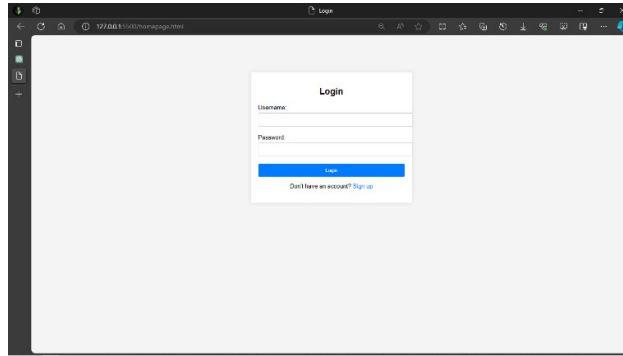 Login
127.0.0.1:5500/homepage.html
Login
Username:
Password:
Login
Don't have an account? Sign up